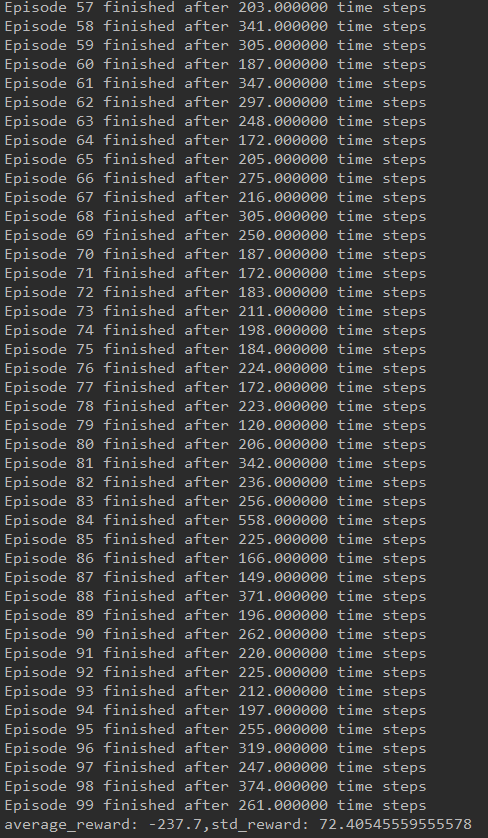 Episode 57 finished after 203.000000 time steps
Episode 58 finished after 341.000000 time steps
Episode 59 finished after 305.000000 time steps
Episode 60 finished after 187.000000 time steps
Episode 61 finished after 347.000000 time steps
Episode 62 finished after 297.000000 time steps
Episode 63 finished after 248.000000 time steps
Episode 64 finished after 172.000000 time steps
Episode 65 finished after 205.000000 time steps
Episode 66 finished after 275.000000 time steps
Episode 67 finished after 216.000000 time steps
Episode 68 finished after 305.000000 time steps
Episode 69 finished after 250.000000 time steps
Episode 70 finished after 187.000000 time steps
Episode 71 finished after 172.000000 time steps
Episode 72 finished after 183.000000 time steps
Episode 73 finished after 211.000000 time steps
Episode 74 finished after 198.000000 time steps
Episode 75 finished after 184.000000 time steps
Episode 76 finished after 224.000000 time steps
Episode 77 finished after 172.000000 time steps
Episode 78 finished after 223.000000 time steps
Episode 79 finished after 120.000000 time steps
Episode 80 finished after 206.000000 time steps
Episode 81 finished after 342.000000 time steps
Episode 82 finished after 236.000000 time steps
Episode 83 finished after 256.000000 time steps
Episode 84 finished after 558.000000 time steps
Episode 85 finished after 225.000000 time steps
Episode 86 finished after 166.000000 time steps
Episode 87 finished after 149.000000 time steps
Episode 88 finished after 371.000000 time steps
Episode 89 finished after 196.000000 time steps
Episode 90 finished after 262.000000 time steps
Episode 91 finished after 220.000000 time steps
Episode 92 finished after 225.000000 time steps
Episode 93 finished after 212.000000 time steps
Episode 94 finished after 197.000000 time steps
Episode 95 finished after 255.000000 time steps
Episode 96 finished after 319.000000 time steps
Episode 97 finished after 247.000000 time steps
Episode 98 finished after 374.000000 time steps
Episode 99 finished after 261.000000 time steps
average_reward: -237.7,std_reward: 72.40545559555578